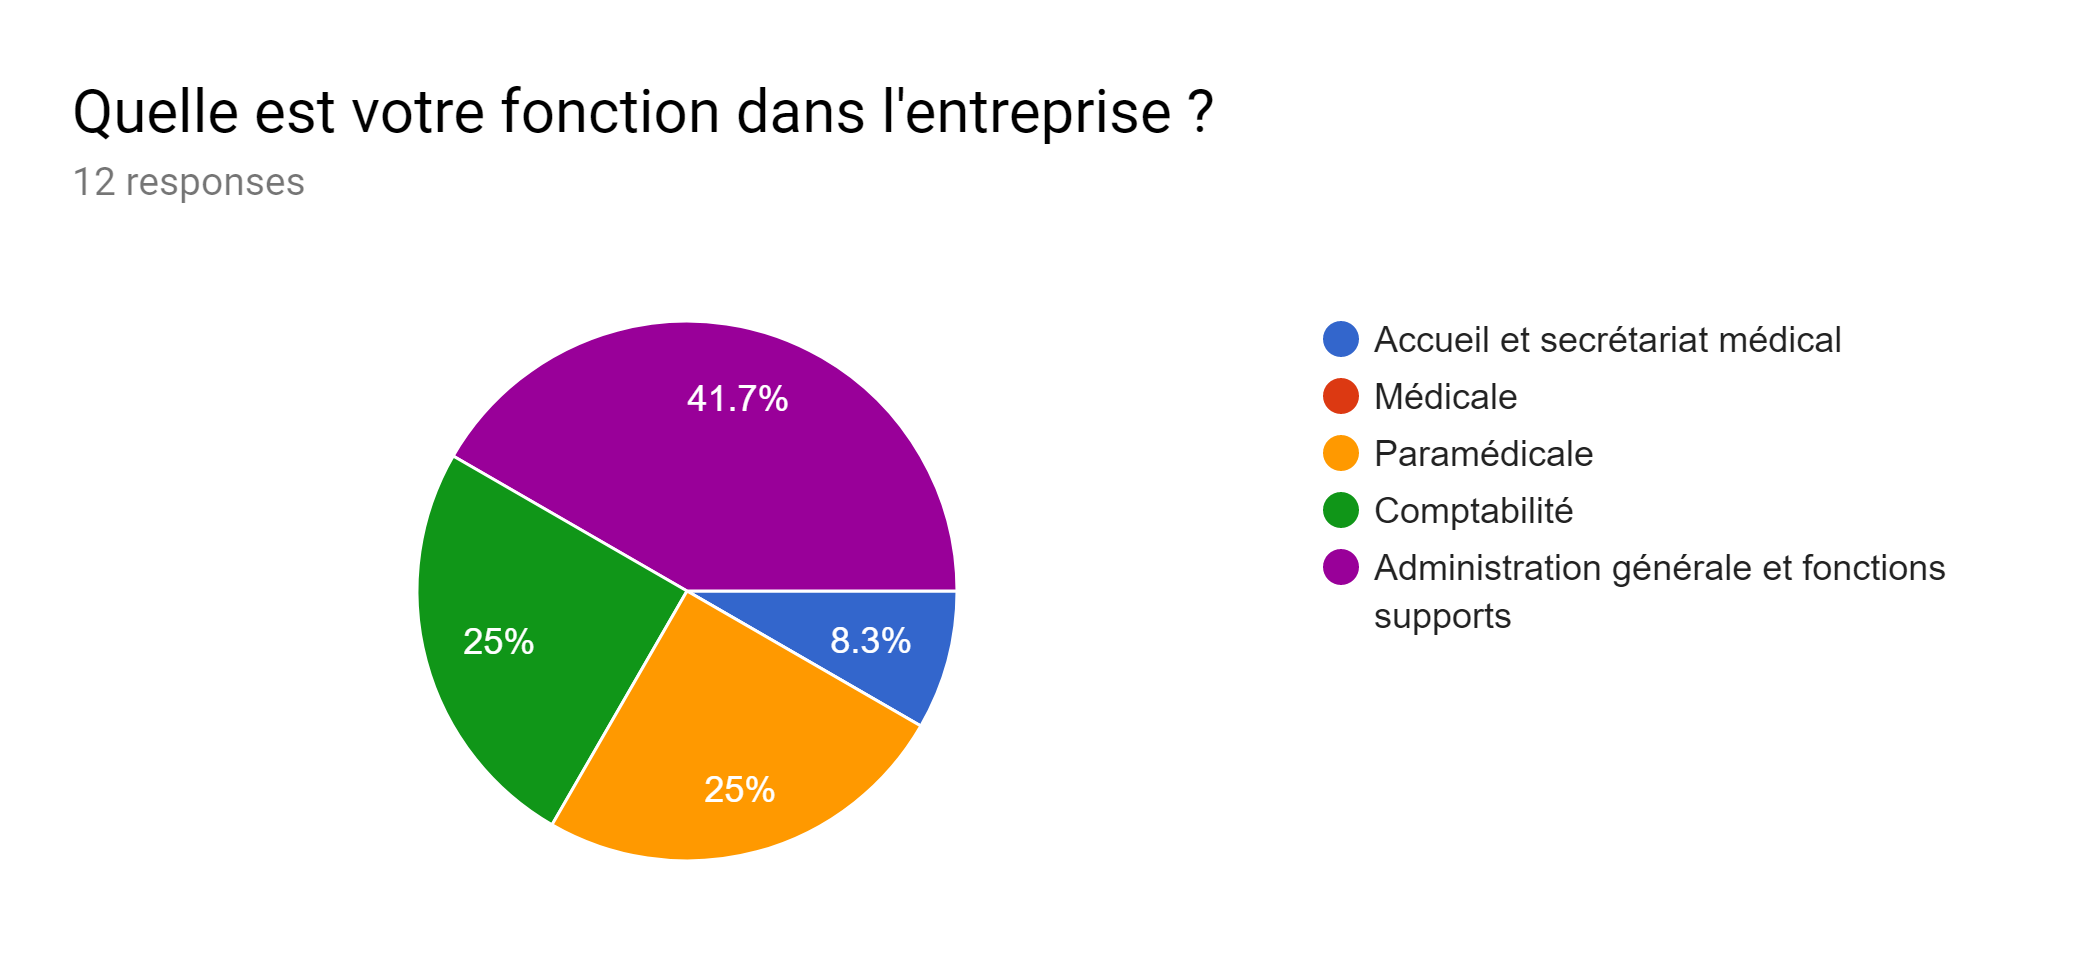 Quelle est votre fonction dans l'entreprise ?
12 responses
41.7%
25%
8.3%
25%
Accueil et secrétariat médical
Médicale
Paramédicale
Comptabilité
Administration générale et fonctions
supports